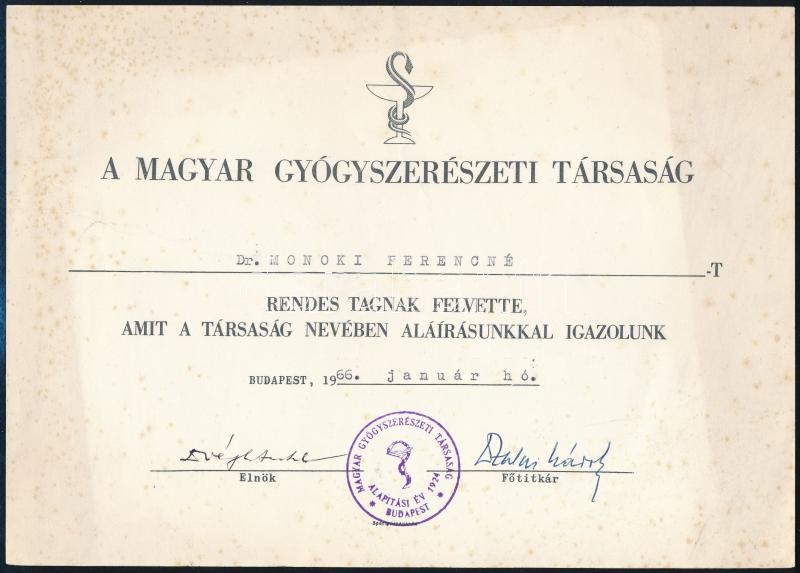 A MAGYAR GYÓGYSZERÉSZETI TÁRSASÁG
Dr. MONOKI FERENCNÉ -T
RENDES TAGNAK FELVETTE,
AMIT A TÁRSASÁG NEVÉBEN ALÁÍRÁSUNKKAL IGAZOLUNK
BUDAPEST, 1966. január hó.
Elnök
Főtitkár
MAGYAR GYÓGYSZERÉSZETI TÁRSASÁG
ALAPITÁSI ÉV 1924
* BUDAPEST *